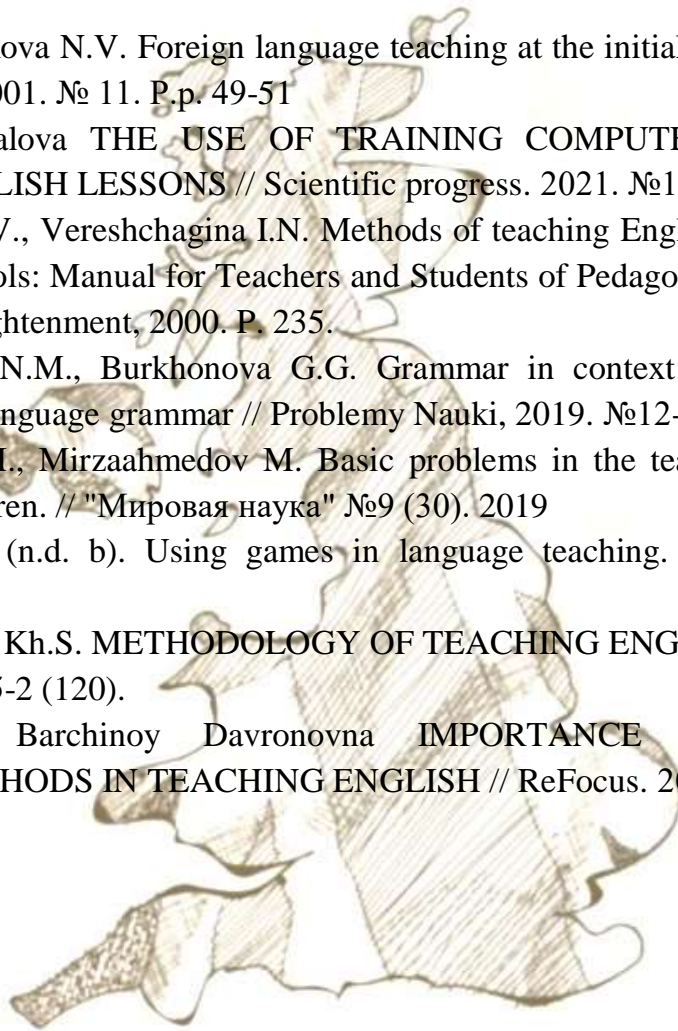 ova N.V. Foreign language teaching at the initial
001. № 11. P.p. 49-51
alova THE USE OF TRAINING COMPUTE
LISH LESSONS // Scientific progress. 2021. №1
V., Vereshchagina I.N. Methods of teaching Engl
ols: Manual for Teachers and Students of Pedago
ghtenment, 2000. P. 235.
N.M., Burkhonova G.G. Grammar in context
nguage grammar // Problemy Nauki, 2019. №12-
I., Mirzaahmedov M. Basic problems in the tea
ren. // "Мировая наука" №9 (30). 2019
(n.d. b). Using games in language teaching.
Kh.S. METHODOLOGY OF TEACHING ENG
5-2 (120).
Barchinoy Davronovna IMPORTANCE
HODS IN TEACHING ENGLISH // ReFocus. 20